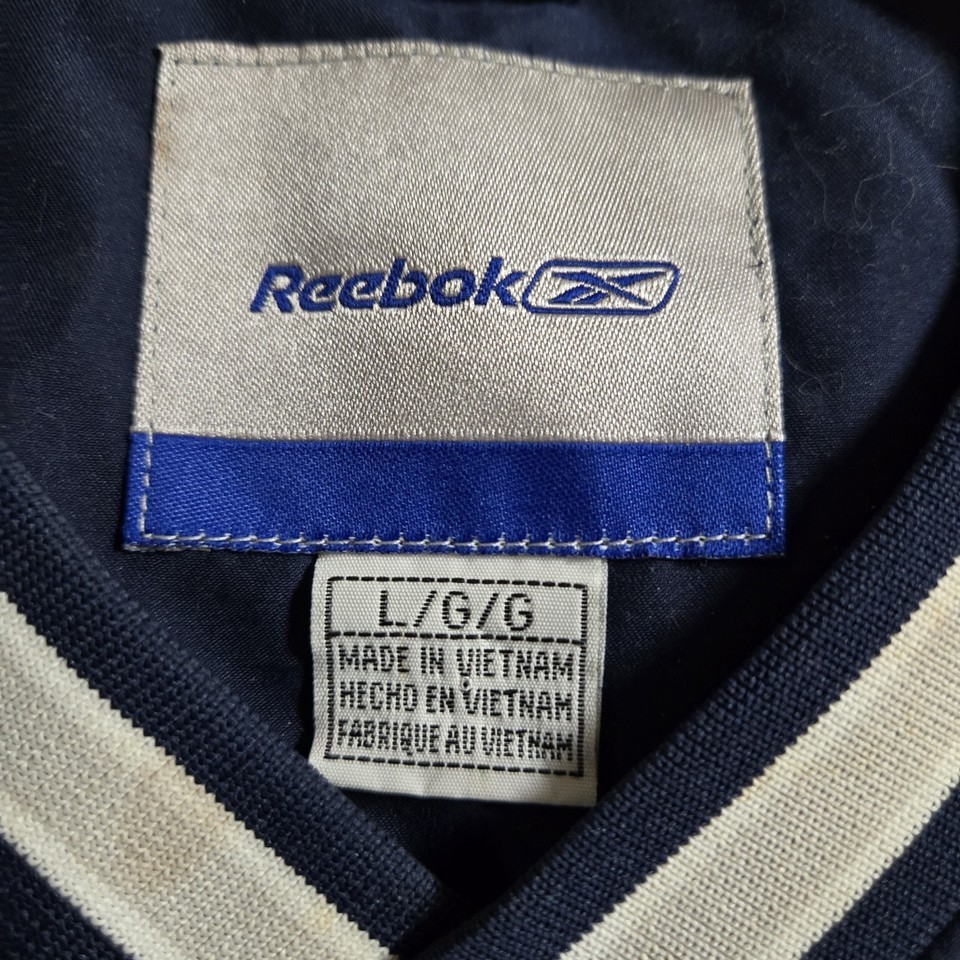 Reebok
L/G/G
MADE IN VIETNAM
HECHO EN VIETNAM
FABRIQUE AU VIETNAM